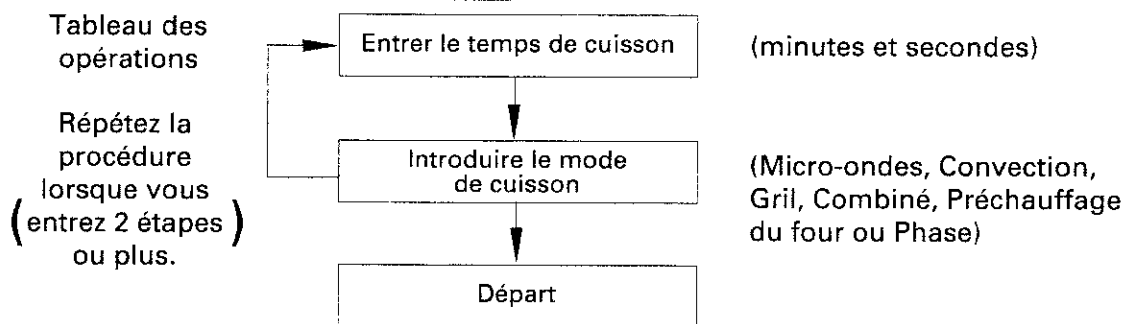 Tableau des
opérations
Entrer le temps de cuisson
(minutes et secondes)
Répétez la
procédure
lorsque vous
(entrez 2 étapes)
ou plus.
Introduire le mode
de cuisson
(Micro-ondes, Convection,
Gril, Combiné, Préchauffage
du four ou Phase)
Départ